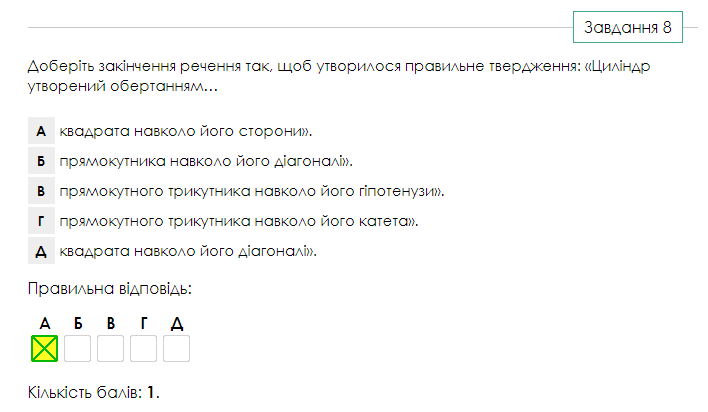 Завдання 8
Доберіть закінчення речення так, щоб утворилося правильне твердження: «Циліндр
утворений обертанням…
А квадрата навколо його сторони».
Б прямокутника навколо його діагоналі».
В прямокутного трикутника навколо його гіпотенузи».
Г прямокутного трикутника навколо його катета».
Д квадрата навколо його діагоналі».
Правильна відповідь:
А Б В Г Д
Кількість балів: 1.